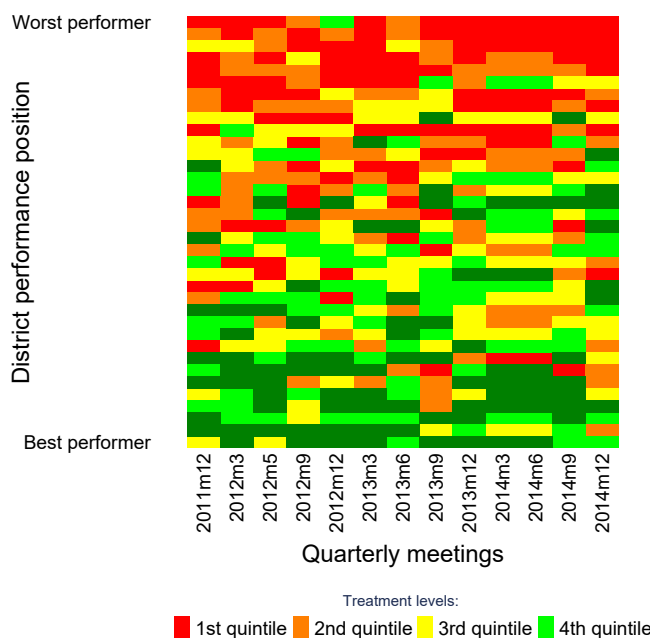 Worst performer
District performance position
Best performer
2011m12
2012m3
2012m5
2012m9
2012m12
2013m3
2013m6
2013m9
2013m12
2014m3
2014m6
2014m9
2014m12
Quarterly meetings
Treatment levels:
1st quintile 2nd quintile 3rd quintile 4th quintile